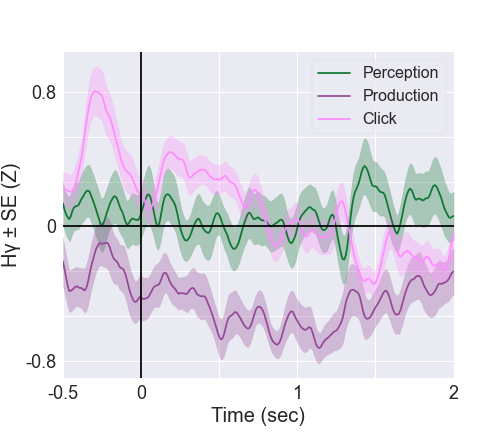 Perception
Production
Click
0.8
0
-0.8
Hγ ± SE (Z)
-0.5 0 1 2
Time (sec)